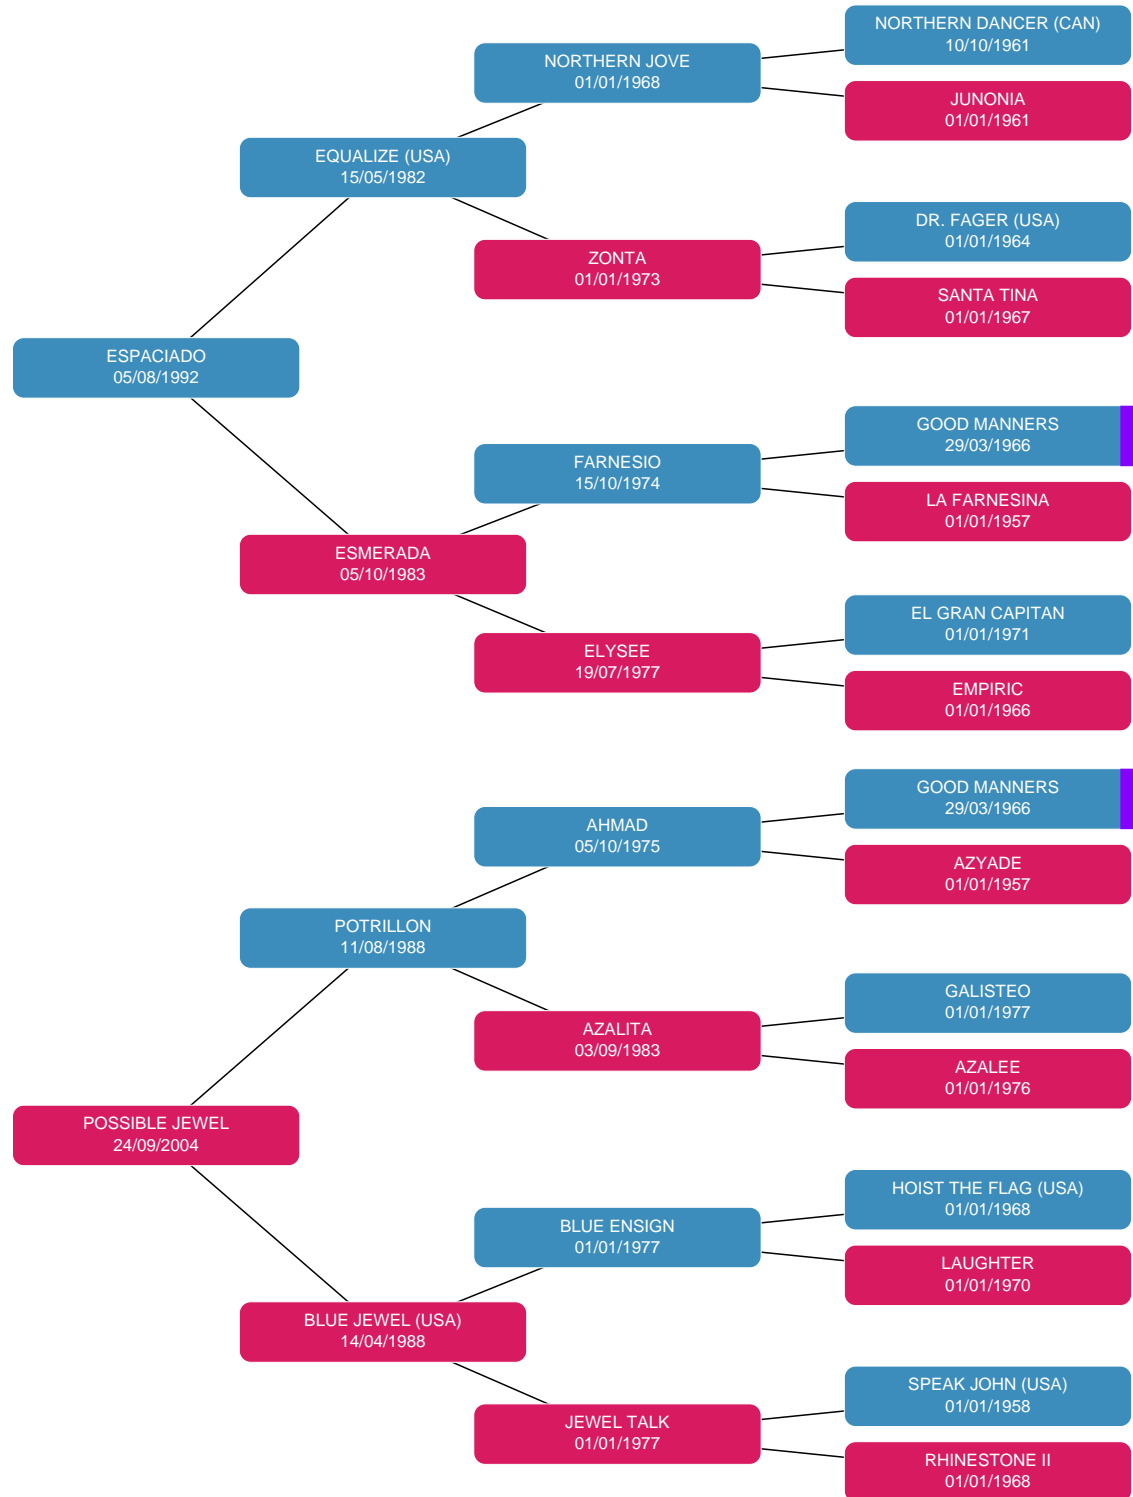 NORTHERN DANCER (CAN)
10/10/1961
NORTHERN JOVE
01/01/1968
JUNONIA
01/01/1961
EQUALIZE (USA)
15/05/1982
DR. FAGER (USA)
01/01/1964
ZONTA
01/01/1973
SANTA TINA
01/01/1967
ESPACIADO
05/08/1992
GOOD MANNERS
29/03/1966
FARNESIO
15/10/1974
LA FARNESINA
01/01/1957
ESMERADA
05/10/1983
EL GRAN CAPITAN
01/01/1971
ELYSEE
19/07/1977
EMPIRIC
01/01/1966
GOOD MANNERS
29/03/1966
AHMAD
05/10/1975
AZYADE
01/01/1957
POTRILLON
11/08/1988
GALISTEO
01/01/1977
AZALITA
03/09/1983
AZALEE
01/01/1976
POSSIBLE JEWEL
24/09/2004
HOIST THE FLAG (USA)
01/01/1968
BLUE ENSIGN
01/01/1977
LAUGHTER
01/01/1970
BLUE JEWEL (USA)
14/04/1988
SPEAK JOHN (USA)
01/01/1958
JEWEL TALK
01/01/1977
RHINESTONE II
01/01/1968